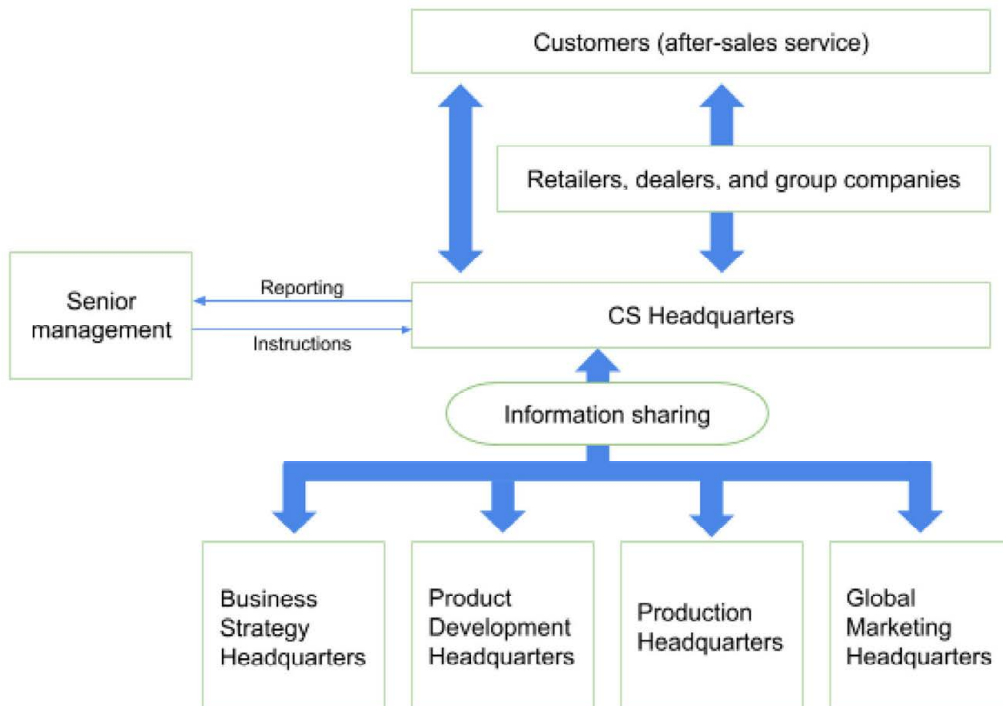 Customers (after-sales service)
Retailers, dealers, and group companies
Senior
management
Reporting
Instructions
CS Headquarters
Information sharing
Business
Strategy
Headquarters
Product
Development
Headquarters
Production
Headquarters
Global
Marketing
Headquarters